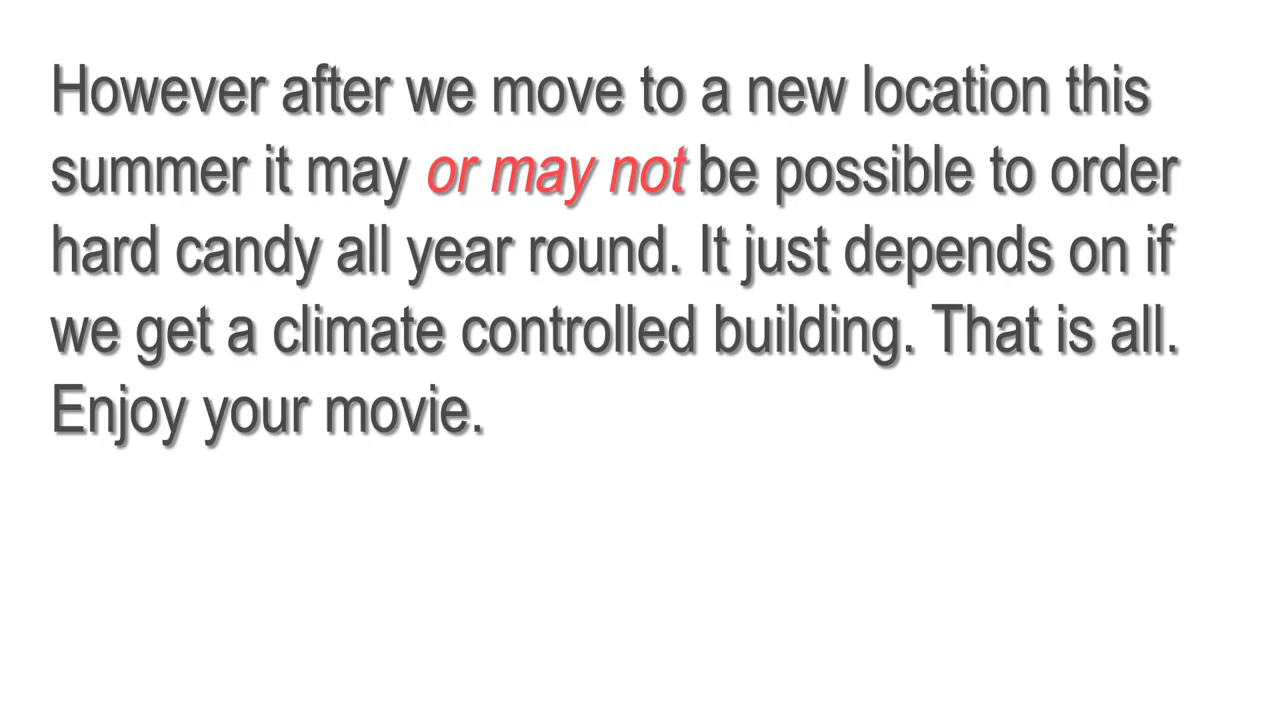 However after we move to a new location this
summer it may or may not be possible to order
hard candy all year round. It just depends on if
we get a climate controlled building. That is all.
Enjoy your movie.